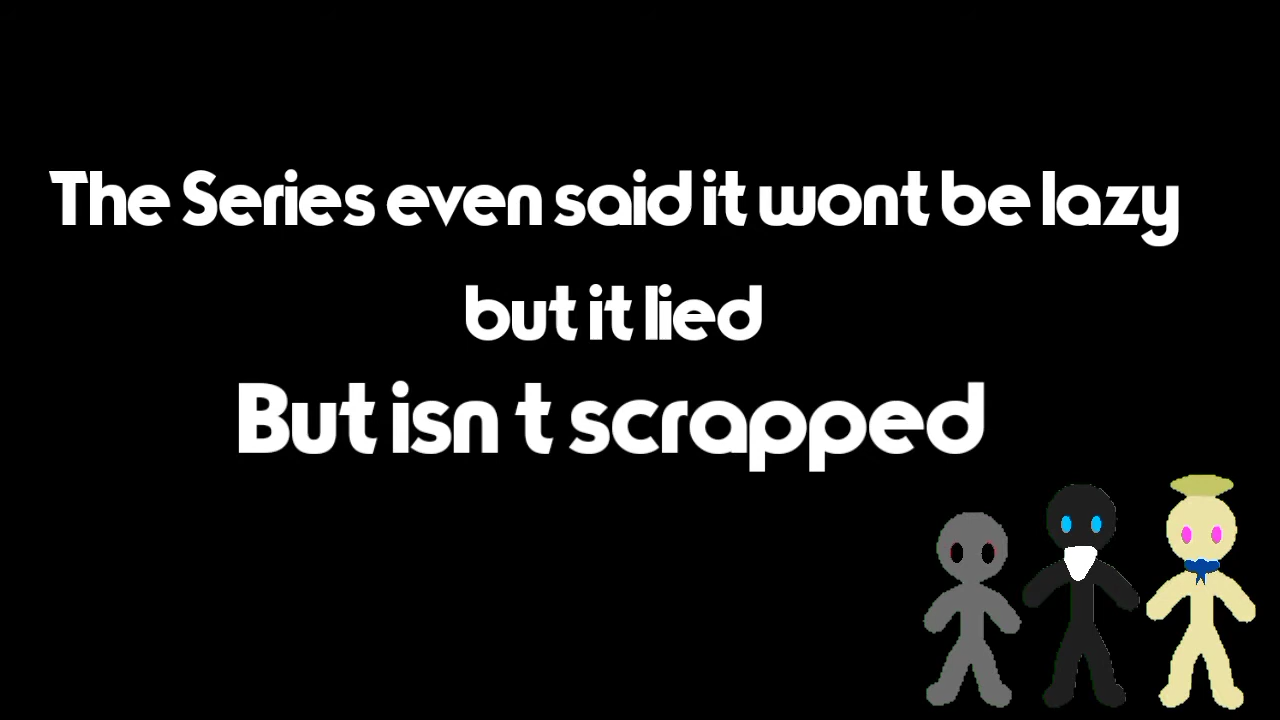 The Series even said it wont be lazy
but it lied
But isn t scrapped